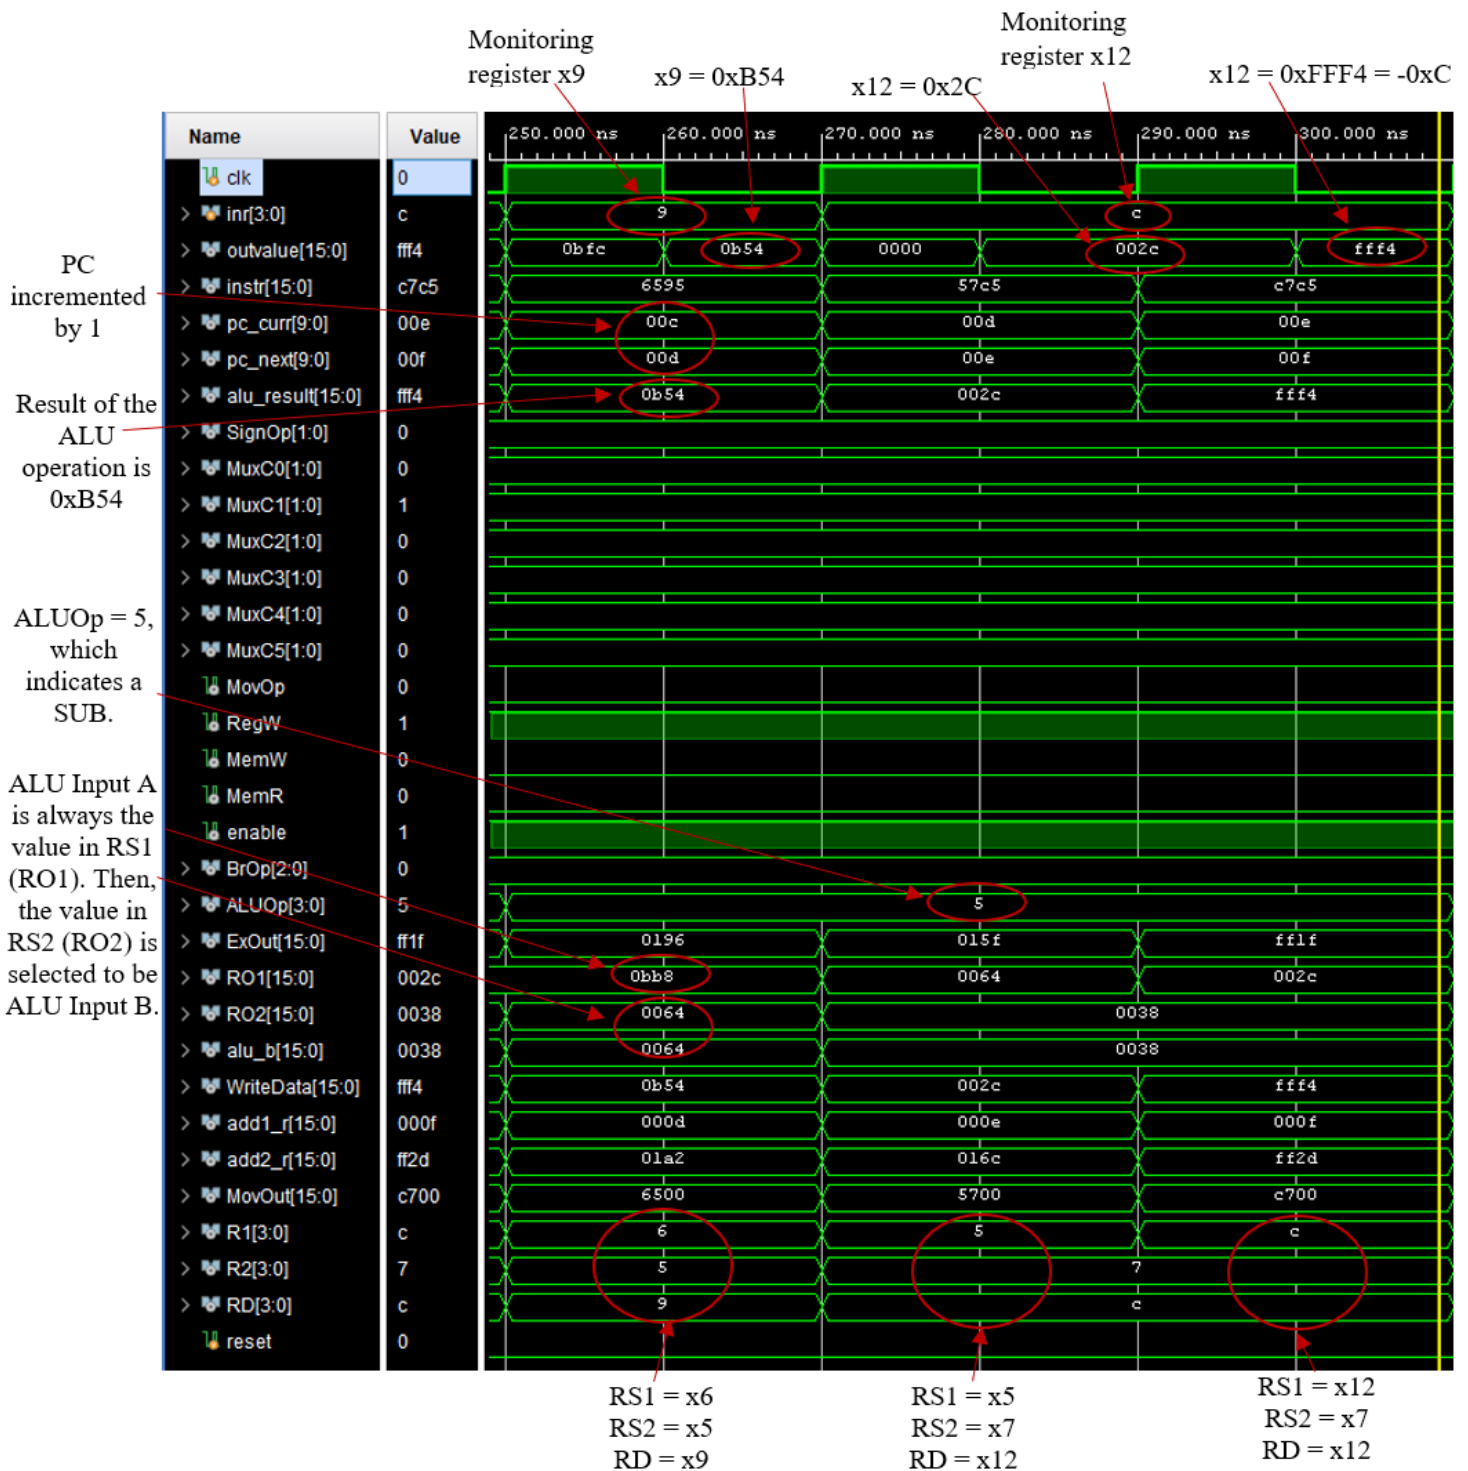 Monitoring
register x9
x9 = 0xB54
x12 = 0x2C
Monitoring
register x12
x12 = 0xFFF4 = -0xC
PC
incremented
by 1
Result of the
ALU
operation is
0xB54
ALUOp = 5,
which
indicates a
SUB.
ALU Input A
is always the
value in RS1
(RO1). Then,
the value in
RS2 (RO2) is
selected to be
ALU Input B.
Name Value 250.000 ns 260.000 ns 270.000 ns 280.000 ns 290.000 ns 300.000 ns
clk 0
inr[3:0] c 9 c
outvalue[15:0] fff4 0bfc 0b54 0000 002c fff4
instr[15:0] c7c5 6595 57c5 c7c5
pc_curr[9:0] 00e 00c 00d 00e
pc_next[9:0] 00f 00d 00e 00f
alu_result[15:0] fff4 0b54 002c fff4
SignOp[1:0] 0
MuxC0[1:0] 0
MuxC1[1:0] 1
MuxC2[1:0] 0
MuxC3[1:0] 0
MuxC4[1:0] 0
MuxC5[1:0] 0
MovOp 0
RegW 1
MemW 0
MemR 0
enable 1
BrOp[2:0] 0
ALUOp[3:0] 5 5
ExOut[15:0] ff1f 0196 015f ff1f
RO1[15:0] 002c 0bb8 0064 002c
RO2[15:0] 0038 0064 0038
alu_b[15:0] 0038 0064 0038
WriteData[15:0] fff4 0b54 002c fff4
add1_r[15:0] 000f 000d 000e 000f
add2_r[15:0] ff2d 01a2 016c ff2d
MovOut[15:0] c700 6500 5700 c700
R1[3:0] c 6 5 c
R2[3:0] 7 5 7
RD[3:0] c 9 c
reset 0
RS1 = x6
RS2 = x5
RD = x9
RS1 = x5
RS2 = x7
RD = x12
RS1 = x12
RS2 = x7
RD = x12